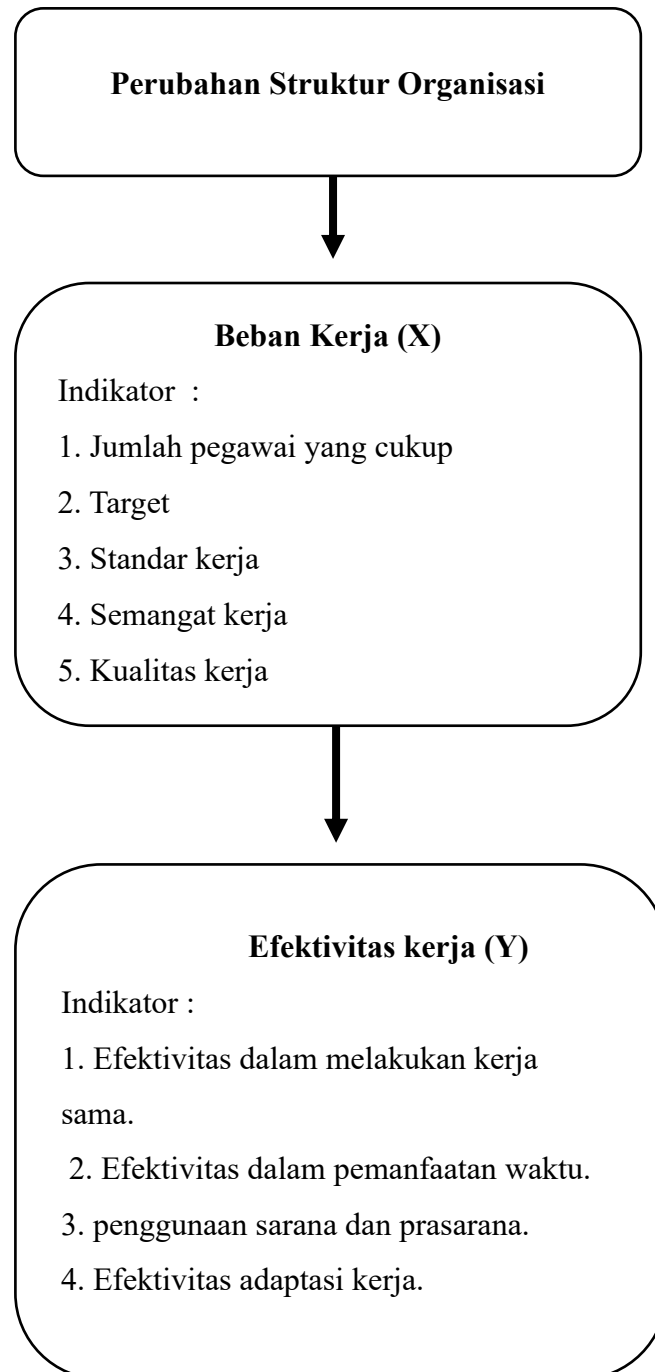 Perubahan Struktur Organisasi
Beban Kerja (X)
Indikator  :
1. Jumlah pegawai yang cukup
2. Target
3. Standar kerja
4. Semangat kerja
5. Kualitas kerja
Efektivitas kerja (Y)
Indikator :
1. Efektivitas dalam melakukan kerja
sama.
2. Efektivitas dalam pemanfaatan waktu.
3. penggunaan sarana dan prasarana.
4. Efektivitas adaptasi kerja.